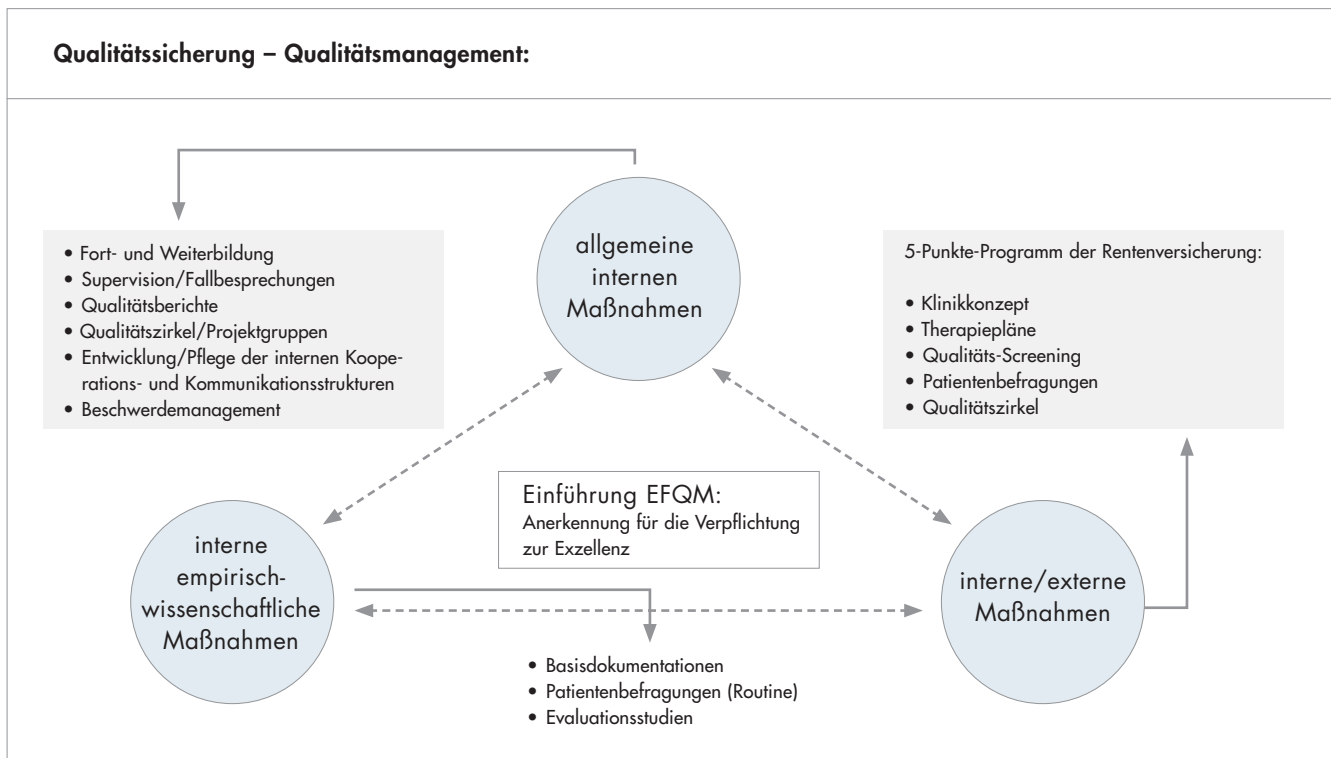 Qualitätssicherung – Qualitätsmanagement:
allgemeine
internen
Maßnahmen
• Fort- und Weiterbildung
• Supervision/Fallbesprechungen
• Qualitätsberichte
• Qualitätszirkel/Projektgruppen
• Entwicklung/Pflege der internen Koope-
rations- und Kommunikationsstrukturen
• Beschwerdemanagement
5-Punkte-Programm der Rentenversicherung:
• Klinikkonzept
• Therapiepläne
• Qualitäts-Screening
• Patientenbefragungen
• Qualitätszirkel
Einführung EFQM:
Anerkennung für die Verpflichtung
zur Exzellenz
interne
empirisch-
wissenschaftliche
Maßnahmen
interne/externe
Maßnahmen
• Basisdokumentationen
• Patientenbefragungen (Routine)
• Evaluationsstudien